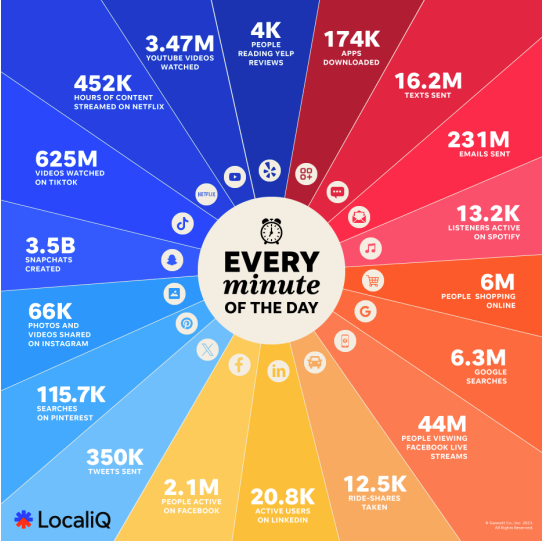 4K
PEOPLE
READING YELP
REVIEWS
174K
APPS
DOWNLOADED
16.2M
TEXTS SENT
231M
EMAILS SENT
13.2K
LISTENERS ACTIVE
ON SPOTIFY
6M
PEOPLE SHOPPING
ONLINE
6.3M
GOOGLE
SEARCHES
44M
PEOPLE VIEWING
FACEBOOK LIVE
STREAMS
12.5K
RIDE-SHARES
TAKEN
20.8K
ACTIVE USERS
ON LINKEDIN
2.1M
PEOPLE ACTIVE
ON FACEBOOK
350K
TWEETS SENT
115.7K
SEARCHES
ON PINTEREST
66K
PHOTOS AND
VIDEOS SHARED
ON INSTAGRAM
3.5B
SNAPCHATS
CREATED
625M
VIDEOS WATCHED
ON TIKTOK
452K
HOURS OF CONTENT
STREAMED ON NETFLIX
3.47M
YOUTUBE VIDEOS
WATCHED
NETFLIX
EVERY
minute
OF THE DAY
LocaliQ
All Rights Reserved.